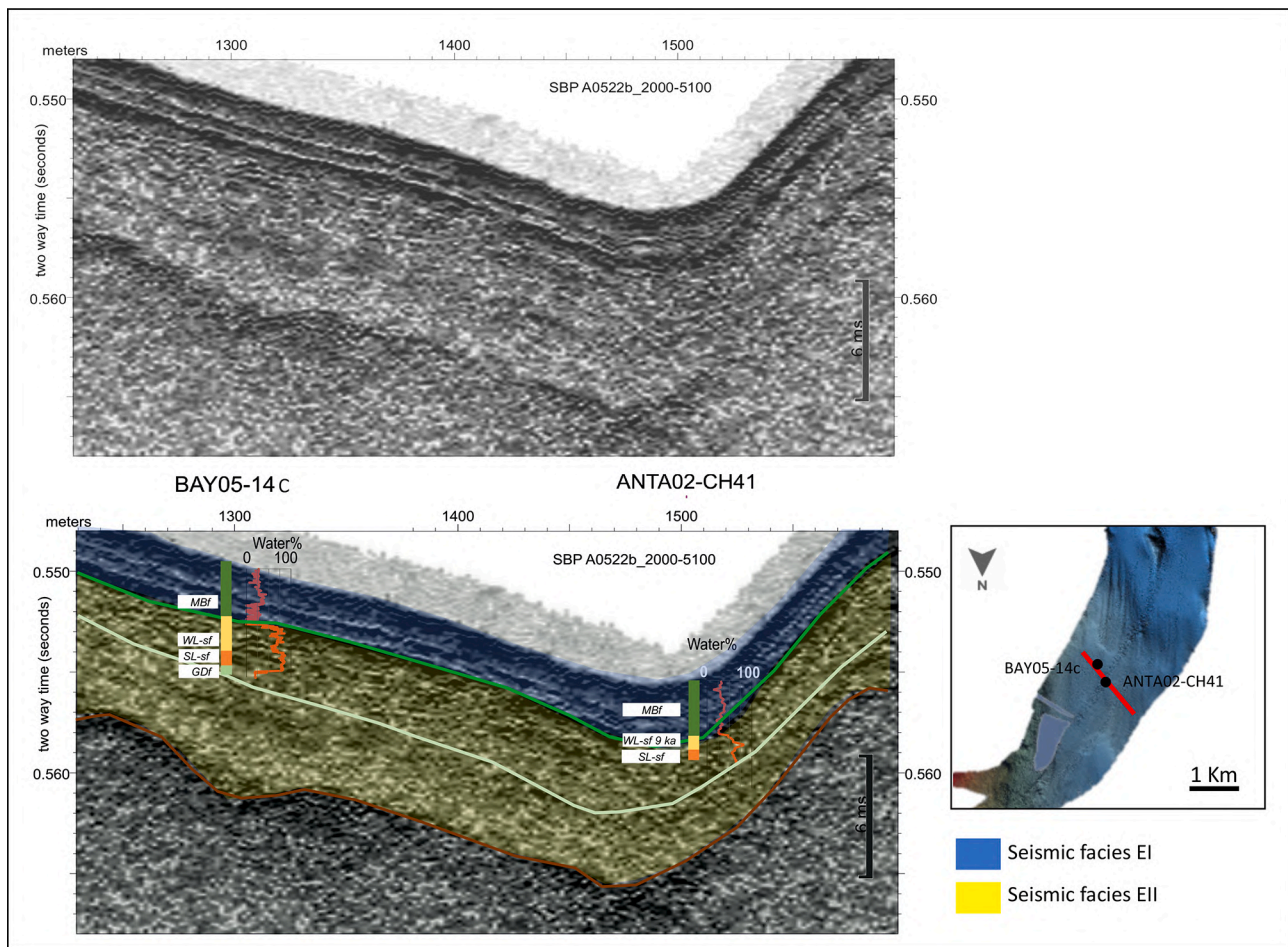 meters 1300 1400 1500
SBP A0522b_2000-5100
0.550 0.550
two way time (seconds)
0.560 0.560
6 ms
BAY05-14c ANTA02-CH41
meters 1300 1400 1500
Water%
0 100
SBP A0522b_2000-5100
0.550 0.550
MBf
WL-sf
SL-sf
GDf
Water%
0 100
MBf
WL-sf 9 ka
SL-sf
two way time (seconds)
0.560 0.560
6 ms
N
BAY05-14c
ANTA02-CH41
1 Km
Seismic facies EI
Seismic facies EII